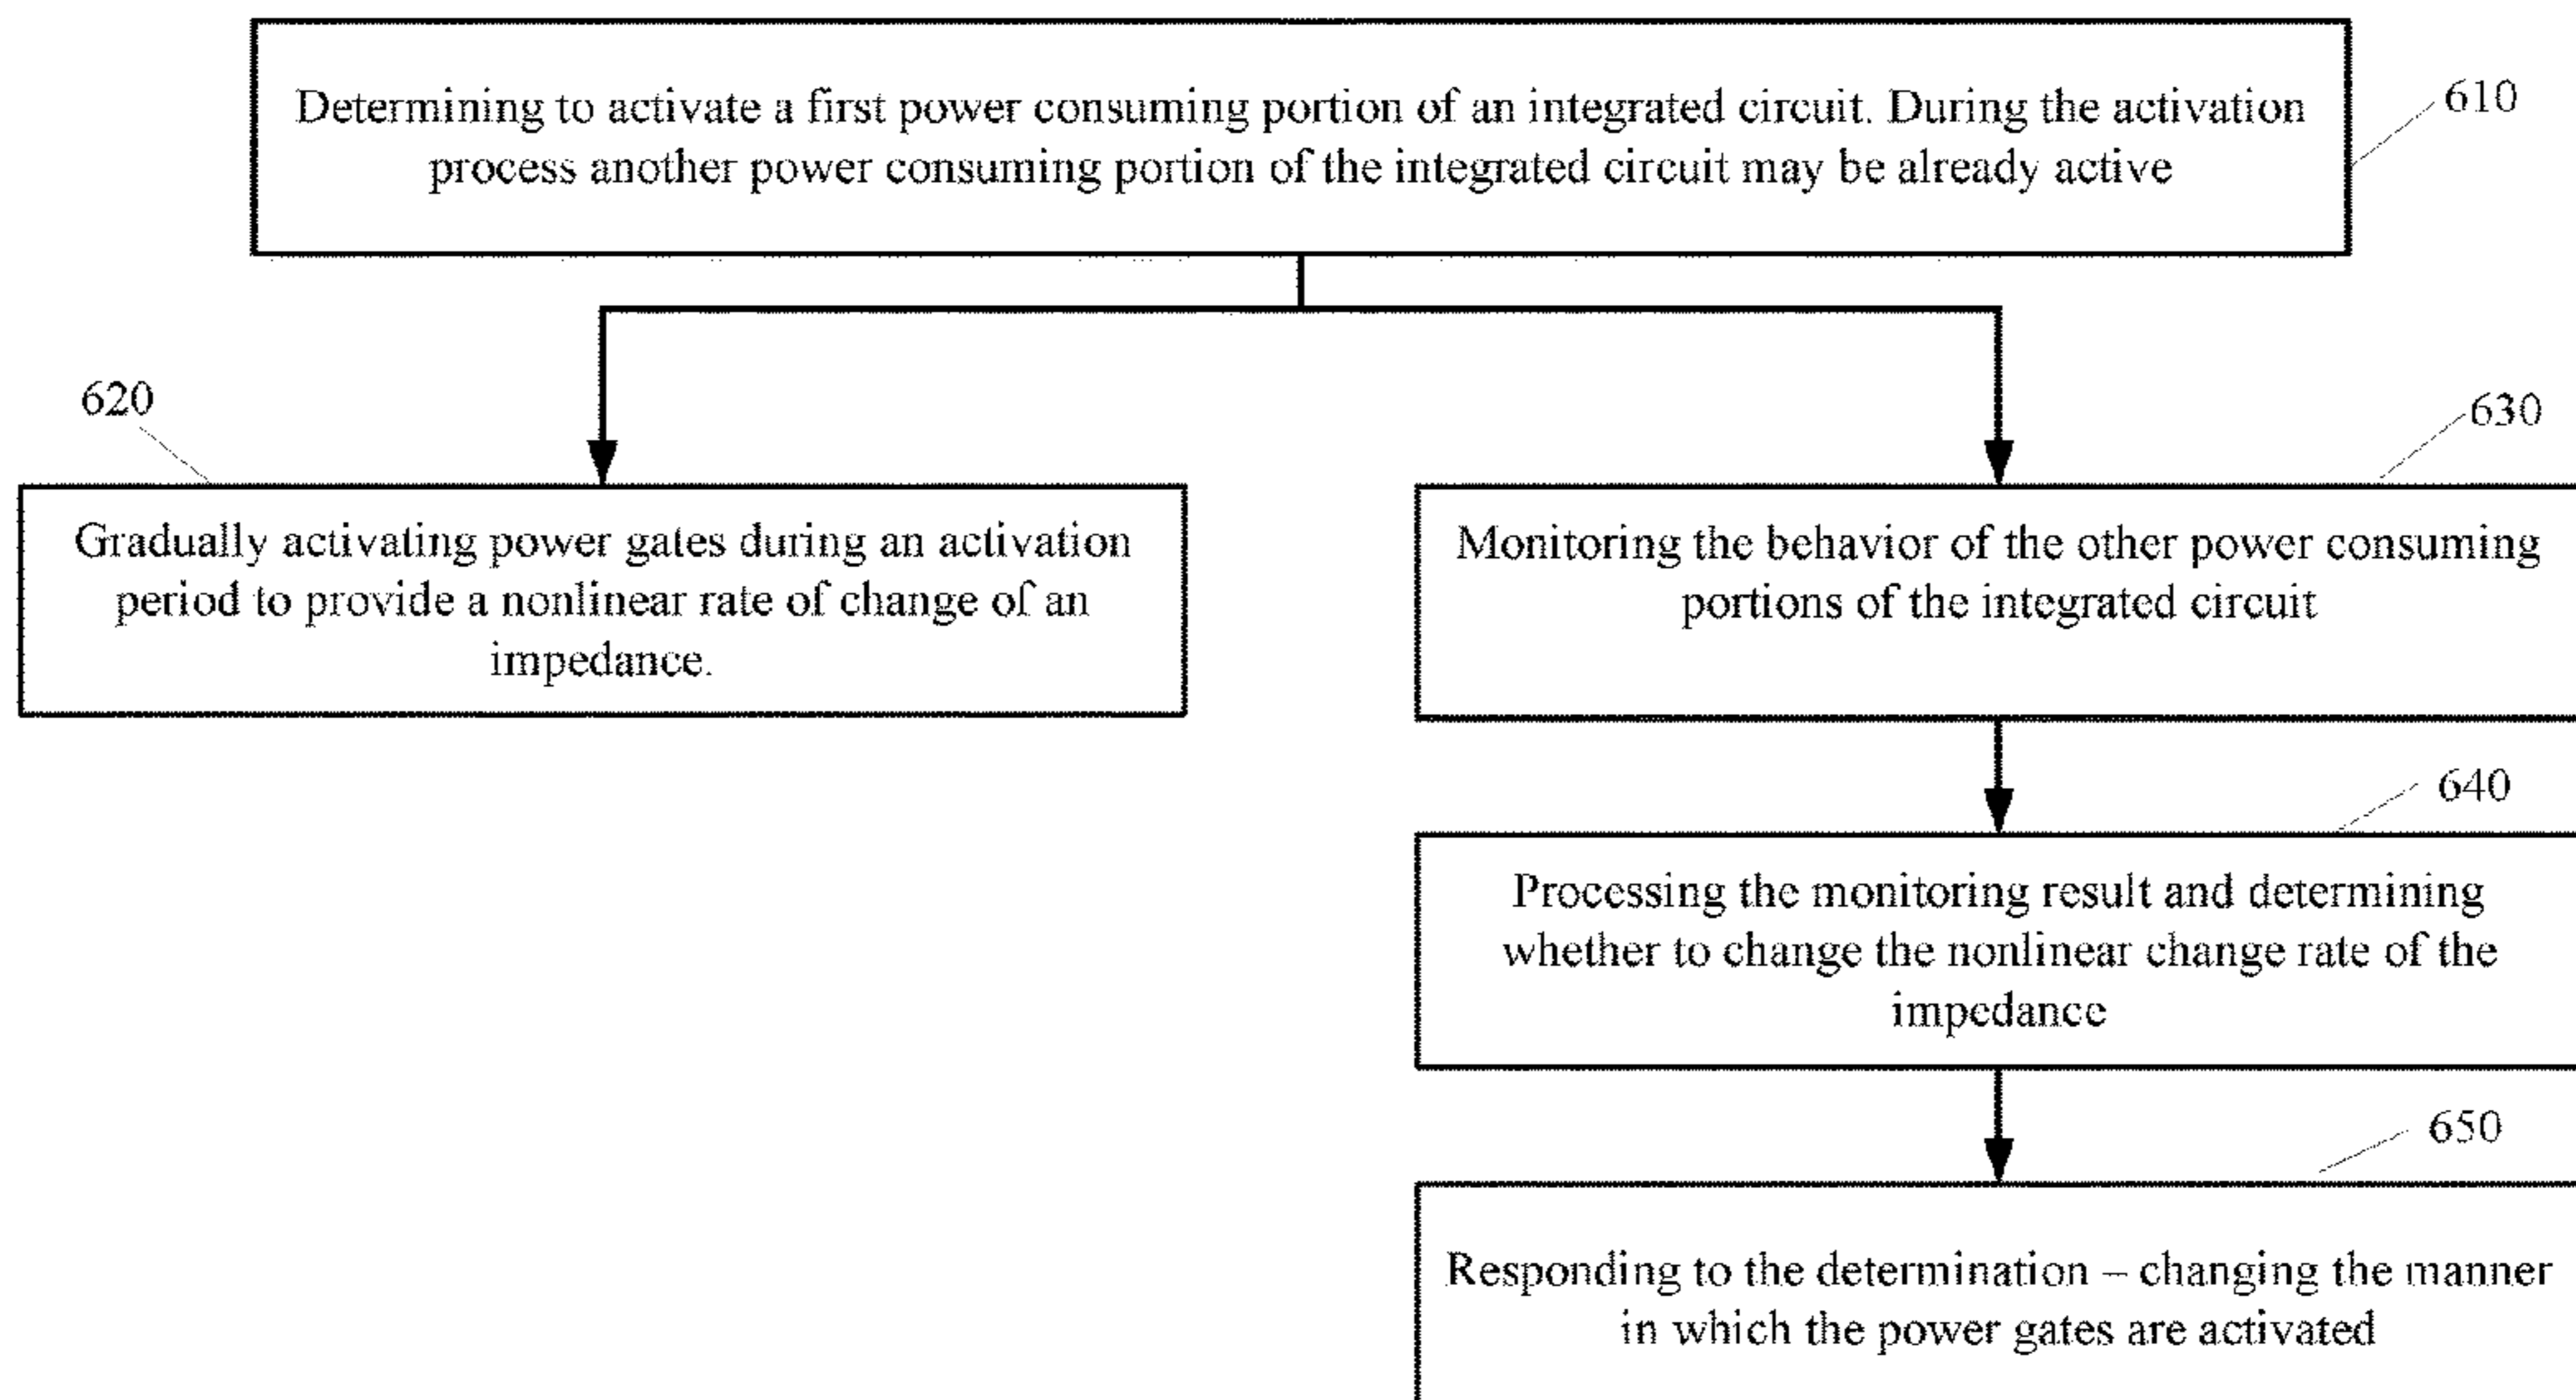 Determining to activate a first power consuming portion of an integrated circuit. During the activation
process another power consuming portion of the integrated circuit may be already active
610
620
Gradually activating power gates during an activation
period to provide a nonlinear rate of change of an
impedance.
630
Monitoring the behavior of the other power consuming
portions of the integrated circuit
640
Processing the monitoring result and determining
whether to change the nonlinear change rate of the
impedance
650
Responding to the determination – changing the manner
in which the power gates are activated